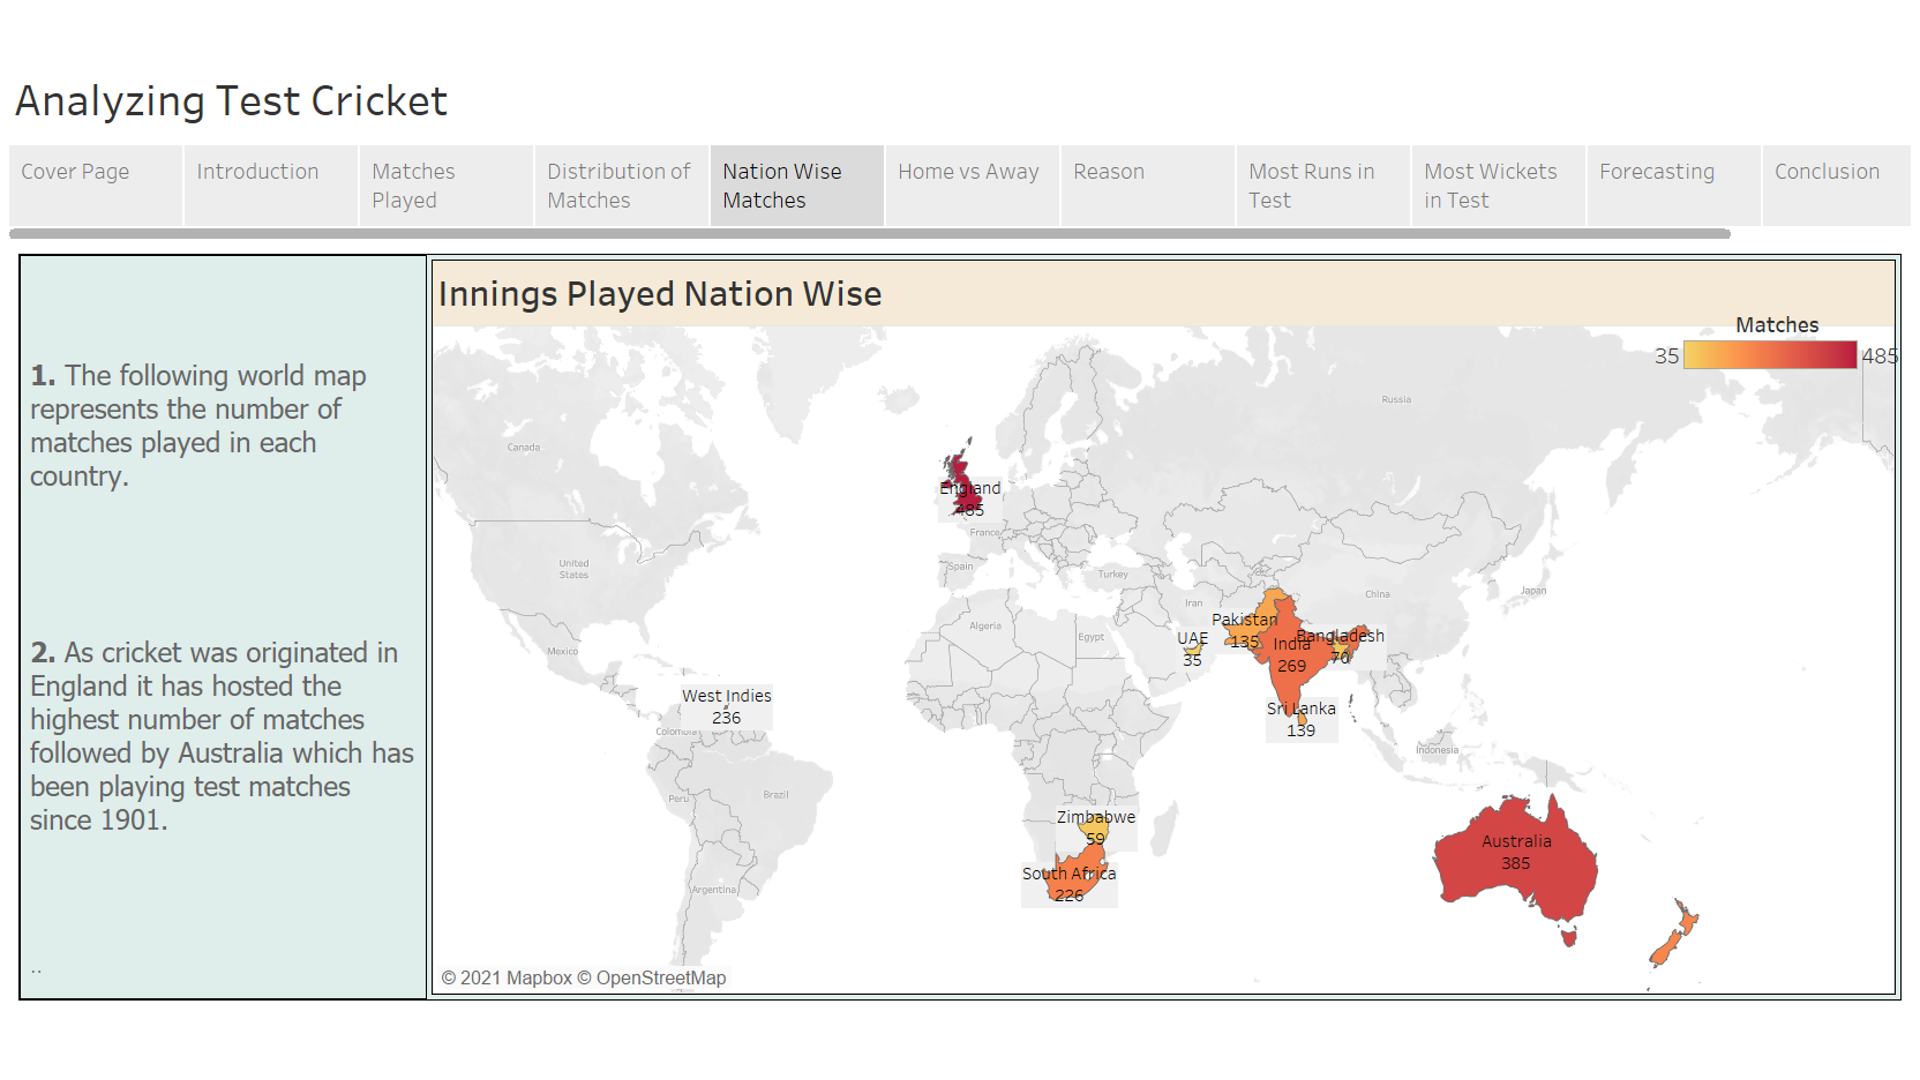 Analyzing Test Cricket
Cover Page
Introduction
Matches
Played
Distribution of
Matches
Nation Wise
Matches
Home vs Away
Reason
Most Runs in
Test
Most Wickets
in Test
Forecasting
Conclusion
1. The following world map
represents the number of
matches played in each
country.
2. As cricket was originated in
England it has hosted the
highest number of matches
followed by Australia which has
been playing test matches
since 1901.
..
Innings Played Nation Wise
Matches
35
485
Russia
Canada
England
485
France
United
States
Spain
Turkey
Japan
China
Iran
Pakistan
135
Algeria
Egypt
UAE
35
India
269
Bangladesh
70
Mexico
West Indies
236
Colombia
Sri Lanka
139
Indonesia
Peru
Brazil
Zimbabwe
59
South Africa
226
Australia
385
Argentina
© 2021 Mapbox © OpenStreetMap